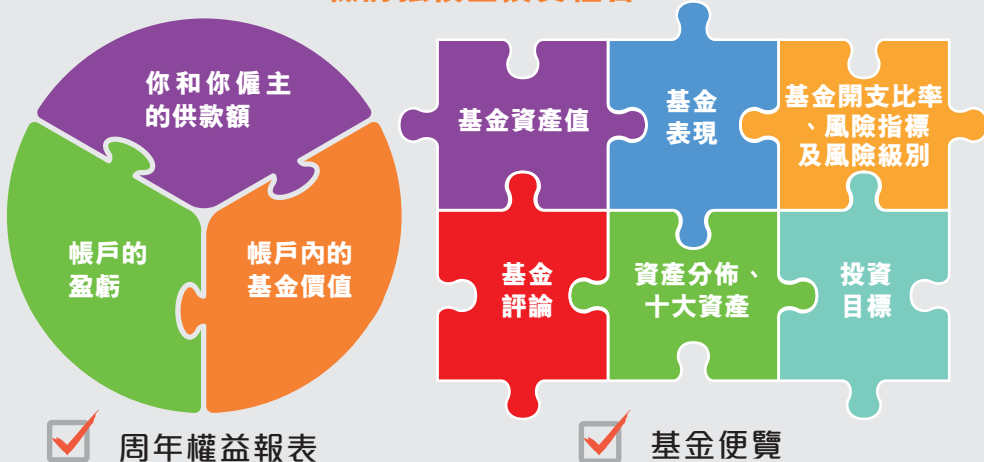 你和你僱主
的供款額
帳戶的
盈虧
帳戶內的
基金價值
周年權益報表
基金資產值
基金
表現
基金開支比率
、風險指標
及風險級別
基金
評論
資產分佈、
十大資產
投資
目標
基金便覽